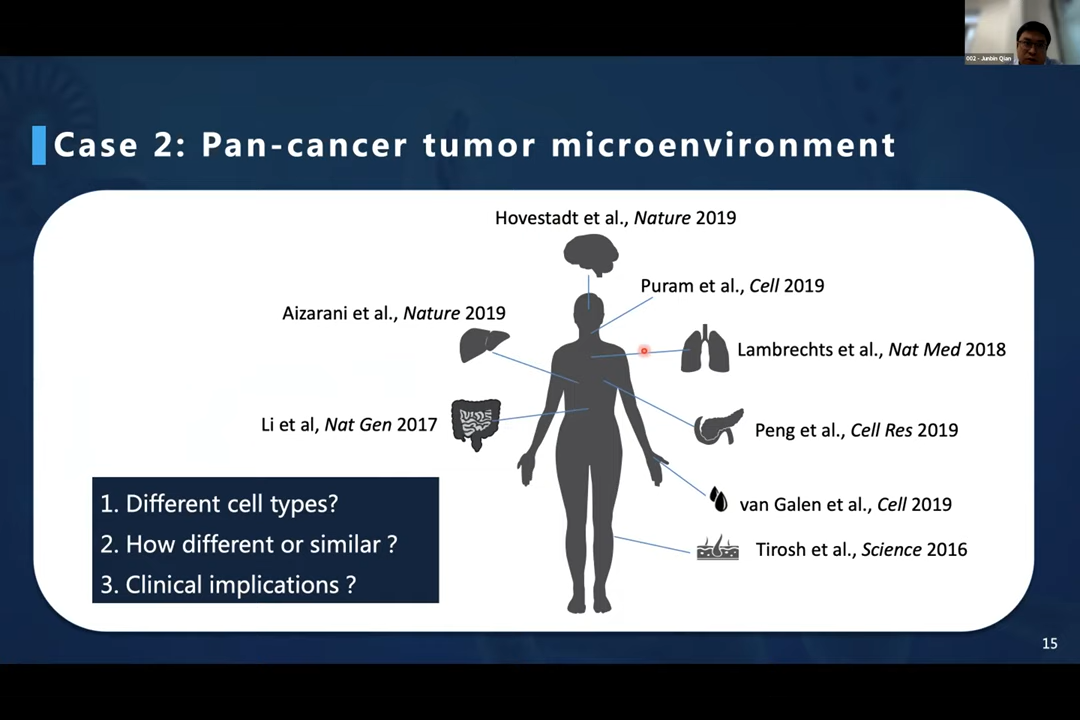 002 - Junbin Qian
Case 2: Pan-cancer tumor microenvironment
Hovestadt et al., Nature 2019
Puram et al., Cell 2019
Aizarani et al., Nature 2019
Lambrechts et al., Nat Med 2018
Li et al, Nat Gen 2017
Peng et al., Cell Res 2019
van Galen et al., Cell 2019
Tirosh et al., Science 2016
1. Different cell types?
2. How different or similar ?
3. Clinical implications ?
15